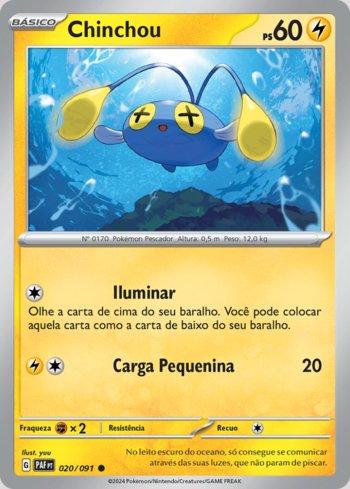 BÁSICO
Chinchou
PS 60
Nº 0170 Pokémon Pescador Altura: 0,5 m Peso: 12,0 kg
Iluminar
Olhe a carta de cima do seu baralho. Você pode colocar
aquela carta como a carta de baixo do seu baralho.
Carga Pequenina 20
Fraqueza ×2 Resistência Recuo
Ilust. yuu
G PAF PT 020/091
No leito escuro do oceano, só consegue se comunicar
através das suas luzes, que não param de piscar.
©2024 Pokémon/Nintendo/Creatures/GAME FREAK